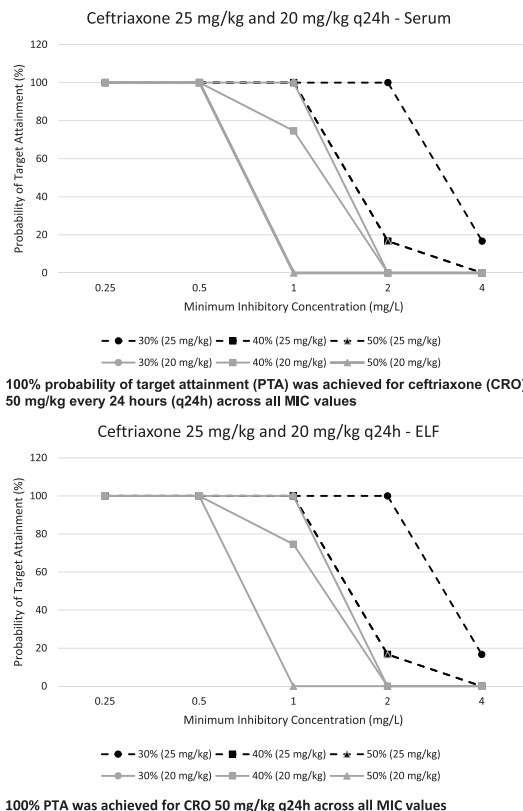 Ceftriaxone 25 mg/kg and 20 mg/kg q24h - Serum
120
100
80
60
40
20
0
Probability of Target Attainment (%)
0.25 0.5 1 2 4
Minimum Inhibitory Concentration (mg/L)
30% (25 mg/kg) 40% (25 mg/kg) 50% (25 mg/kg)
30% (20 mg/kg) 40% (20 mg/kg) 50% (20 mg/kg)
100% probability of target attainment (PTA) was achieved for ceftriaxone (CRO)
50 mg/kg every 24 hours (q24h) across all MIC values
Ceftriaxone 25 mg/kg and 20 mg/kg q24h - ELF
120
100
80
60
40
20
0
Probability of Target Attainment (%)
0.25 0.5 1 2 4
Minimum Inhibitory Concentration (mg/L)
30% (25 mg/kg) 40% (25 mg/kg) 50% (25 mg/kg)
30% (20 mg/kg) 40% (20 mg/kg) 50% (20 mg/kg)
100% PTA was achieved for CRO 50 mg/kg q24h across all MIC values